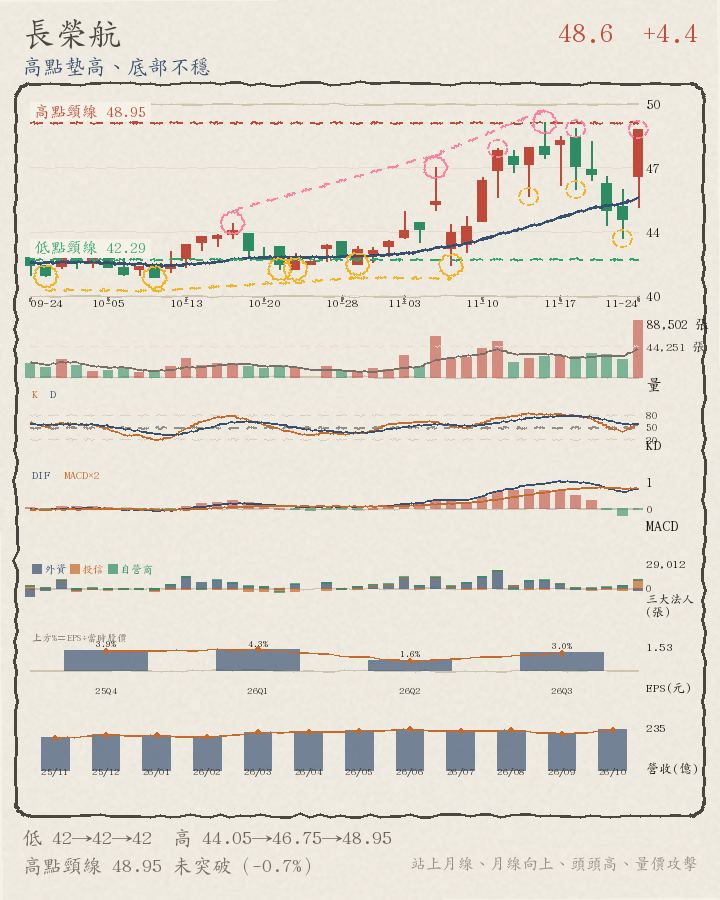 長榮航
48.6 +4.4
高點墊高、底部不穩
高點頸線 48.95
50
47
44
40
低點頸線 42.29
09-24 10-05 10-13 10-20 10-28 11-03 11-10 11-17 11-24
88,502 張
44,251 張
量
K D
80
50
20
KD
DIF MACD×2
1
0
MACD
外資 投信 自營商
29,012
0
三大法人
(張)
上方%=EPS÷當時股價
3.9% 4.3% 1.6% 3.0%
1.53
25Q4 26Q1 26Q2 26Q3
EPS(元)
235
25/11 25/12 26/01 26/02 26/03 26/04 26/05 26/06 26/07 26/08 26/09 26/10
營收(億)
低 42→42→42 高 44.05→46.75→48.95
高點頸線 48.95 未突破 (-0.7%)
站上月線、月線向上、頭頭高、量價攻擊